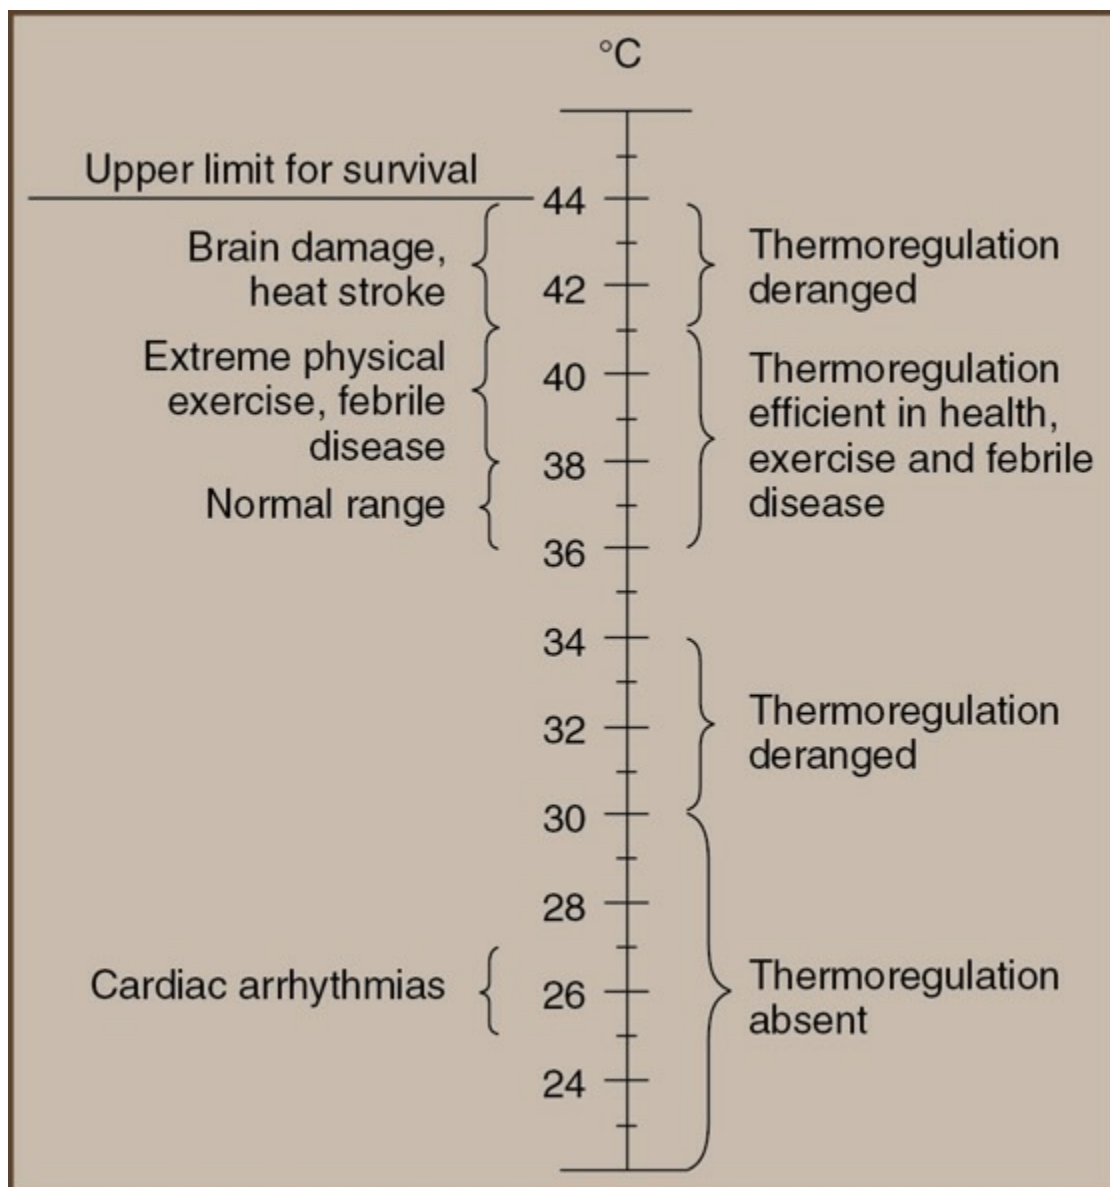 °C
Upper limit for survival
44
Brain damage,
heat stroke
Thermoregulation
deranged
42
Extreme physical
exercise, febrile
disease
40
Thermoregulation
efficient in health,
exercise and febrile
disease
38
Normal range
36
34
32
Thermoregulation
deranged
30
28
Cardiac arrhythmias
26
Thermoregulation
absent
24